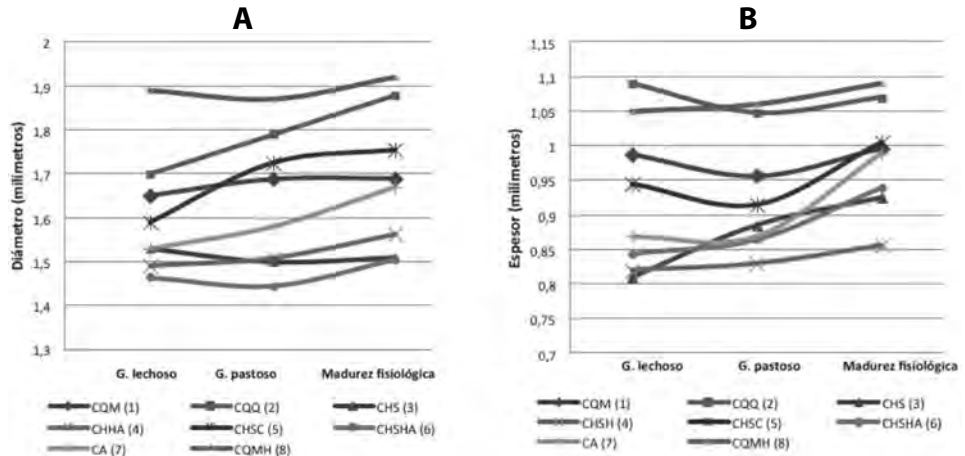 A
2
1,9
1,8
1,7
1,6
1,5
1,4
1,3
Diámetro (milímetros)
G. lechoso G. pastoso Madurez fisiológica
CQM (1) CQQ (2) CHS (3)
CHHA (4) CHSC (5) CHSHA (6)
CA (7) CQMH (8)
B
1,15
1,1
1,05
1
0,95
0,9
0,85
0,8
0,75
0,7
Espesor (milímetros)
G. lechoso G. pastoso Madurez fisiológica
CQM (1) CQQ (2) CHS (3)
CHSH (4) CHSC (5) CHSHA (6)
CA (7) CQMH (8)